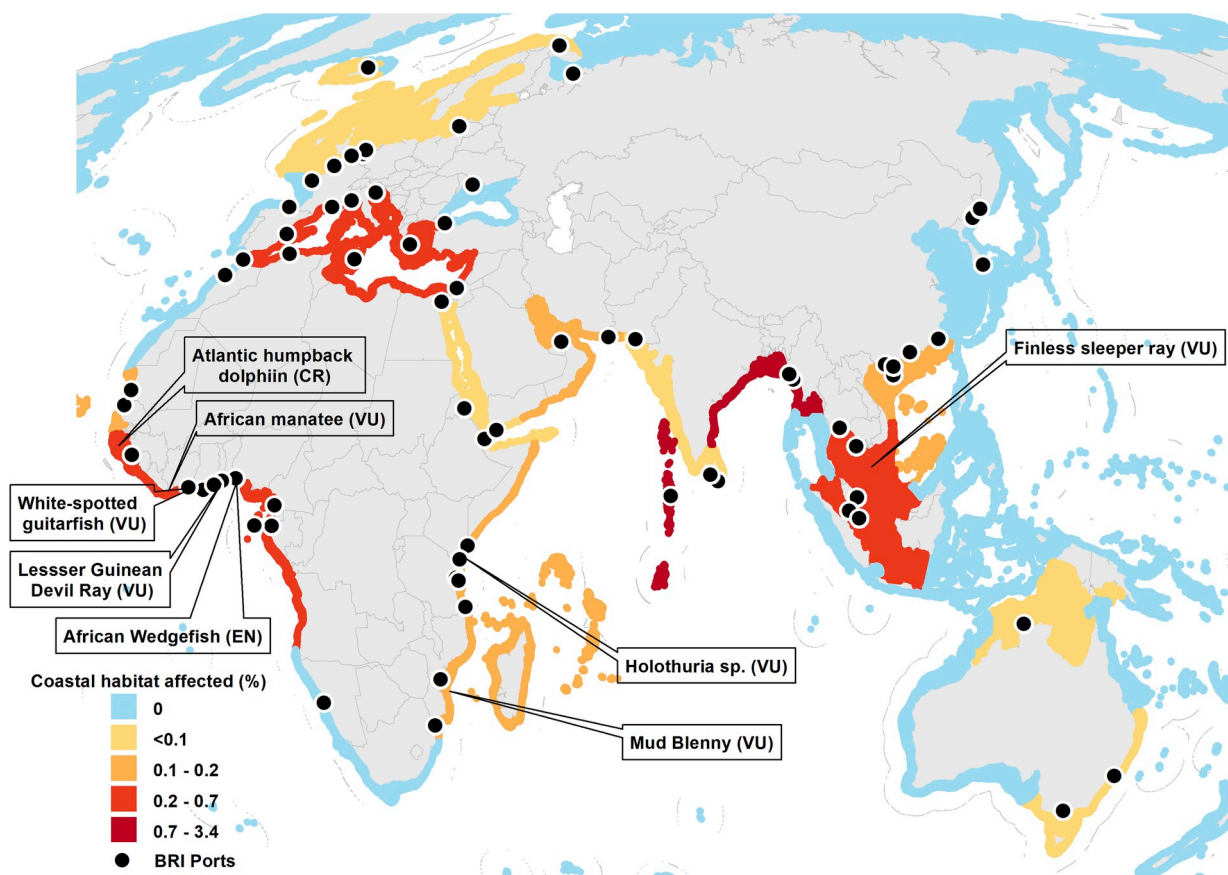 Atlantic humpback
dolphiin (CR)
African manatee (VU)
White-spotted
guitarfish (VU)
Lessser Guinean
Devil Ray (VU)
African Wedgefish (EN)
Finless sleeper ray (VU)
Holothuria sp. (VU)
Mud Blenny (VU)
Coastal habitat affected (%)
0
<0.1
0.1 - 0.2
0.2 - 0.7
0.7 - 3.4
BRI Ports